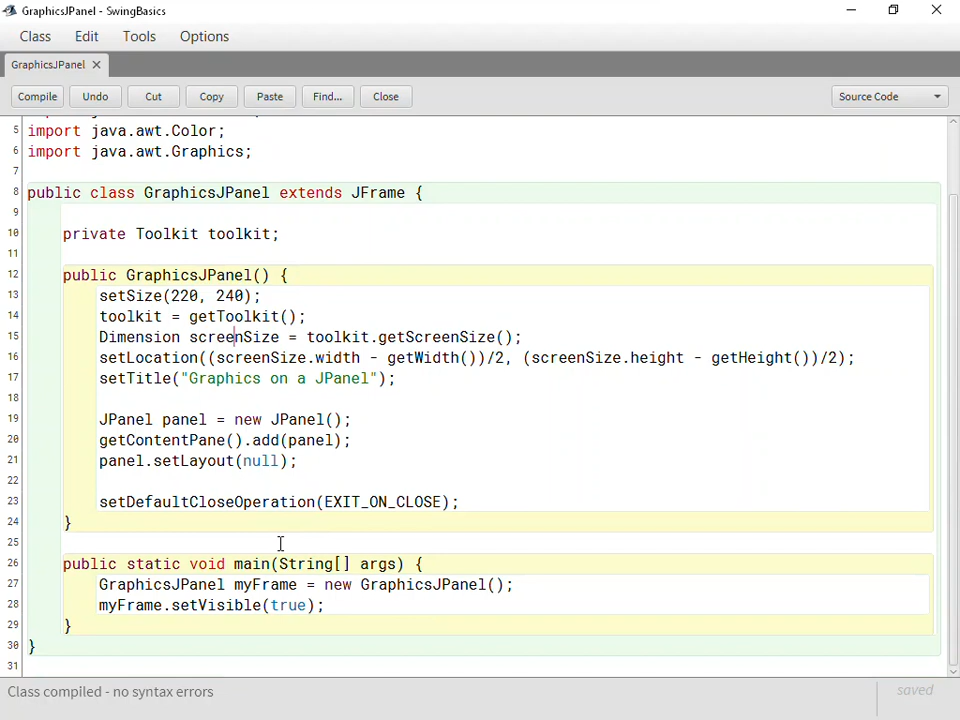 GraphicsJPanel - SwingBasics
Class Edit Tools Options
GraphicsJPanel
Compile Undo Cut Copy Paste Find... Close Source Code
5 import java.awt.Color;
6 import java.awt.Graphics;
7
8 public class GraphicsJPanel extends JFrame {
9
10 private Toolkit toolkit;
11
12 public GraphicsJPanel() {
13 setSize(220, 240);
14 toolkit = getToolkit();
15 Dimension screenSize = toolkit.getScreenSize();
16 setLocation((screenSize.width - getWidth())/2, (screenSize.height - getHeight())/2);
17 setTitle("Graphics on a JPanel");
18
19 JPanel panel = new JPanel();
20 getContentPane().add(panel);
21 panel.setLayout(null);
22
23 setDefaultCloseOperation(EXIT_ON_CLOSE);
24 }
25
26 public static void main(String[] args) {
27 GraphicsJPanel myFrame = new GraphicsJPanel();
28 myFrame.setVisible(true);
29 }
30 }
31
Class compiled - no syntax errors
saved